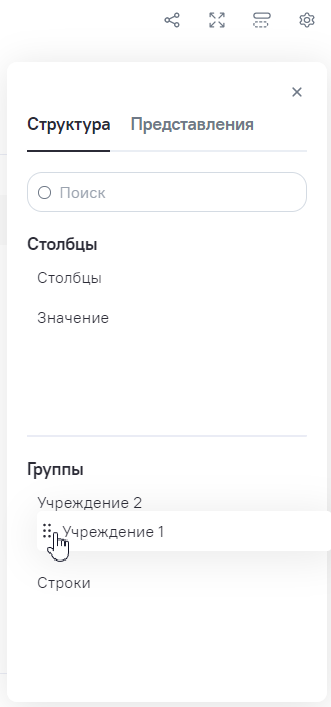 Структура Представления
Поиск
Столбцы
Столбцы
Значение
Группы
Учреждение 2
Учреждение 1
Строки